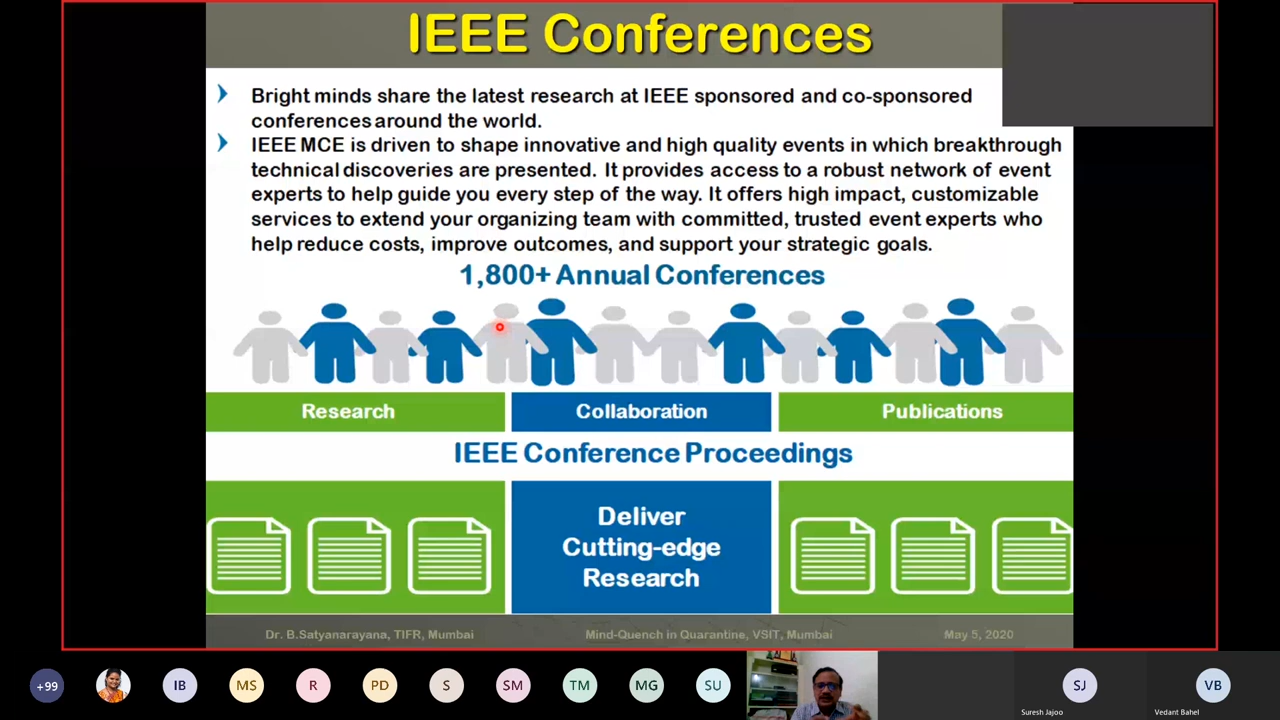 IEEE Conferences
Bright minds share the latest research at IEEE sponsored and co-sponsored
conferences around the world.
IEEE MCE is driven to shape innovative and high quality events in which breakthrough
technical discoveries are presented. It provides access to a robust network of event
experts to help guide you every step of the way. It offers high impact, customizable
services to extend your organizing team with committed, trusted event experts who
help reduce costs, improve outcomes, and support your strategic goals.
1,800+ Annual Conferences
Research Collaboration Publications
IEEE Conference Proceedings
Deliver
Cutting-edge
Research
Dr. B.Satyanarayana, TIFR, Mumbai Mind-Quench in Quarantine, VSIT, Mumbai May 5, 2020
+99 IB MS R PD S SM TM MG SU SJ VB
Suresh Jajoo Vedant Bahel